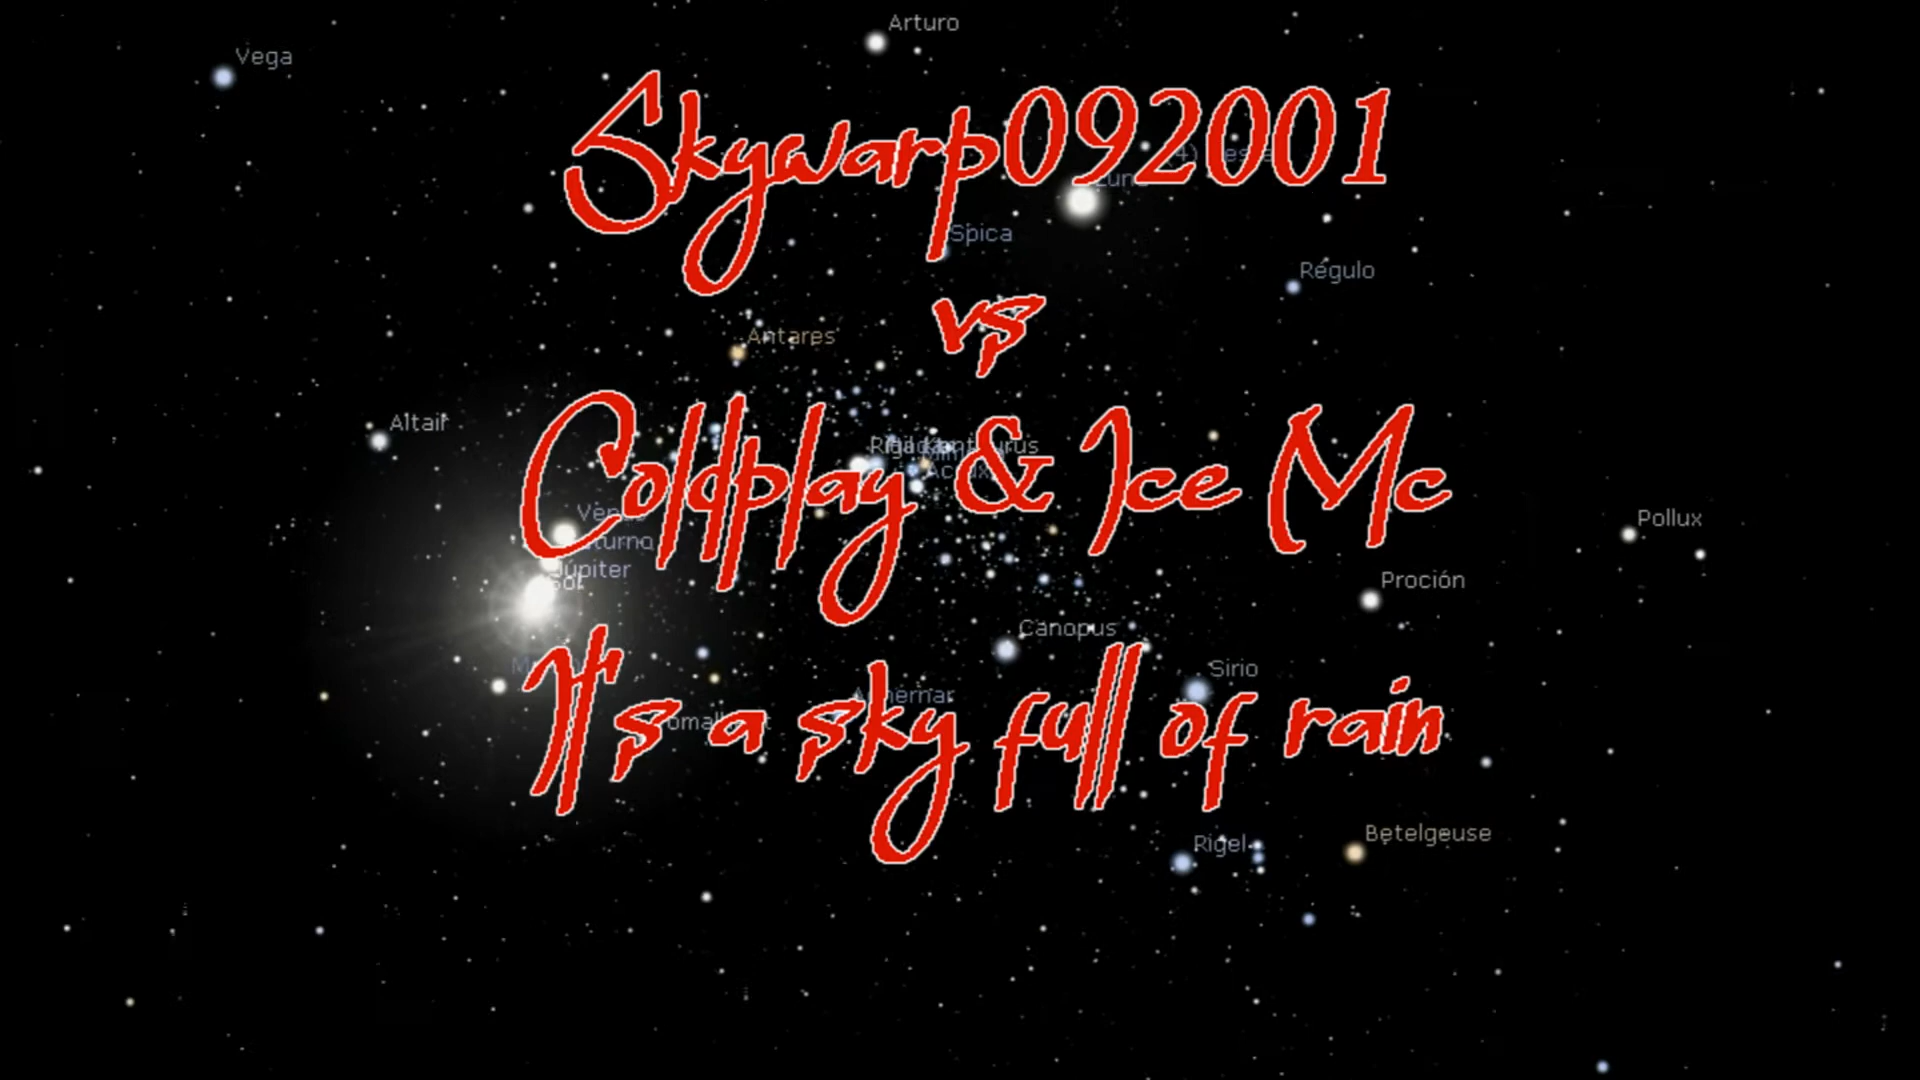 Arturo
Vega
Skywarp092001
Spica
Régulo
vs
Antares
Altair
Coldplay & Ice Mc
Pollux
Júpiter
Proción
Canopus
Sirio
It's a sky full of rain
Betelgeuse
Rigel